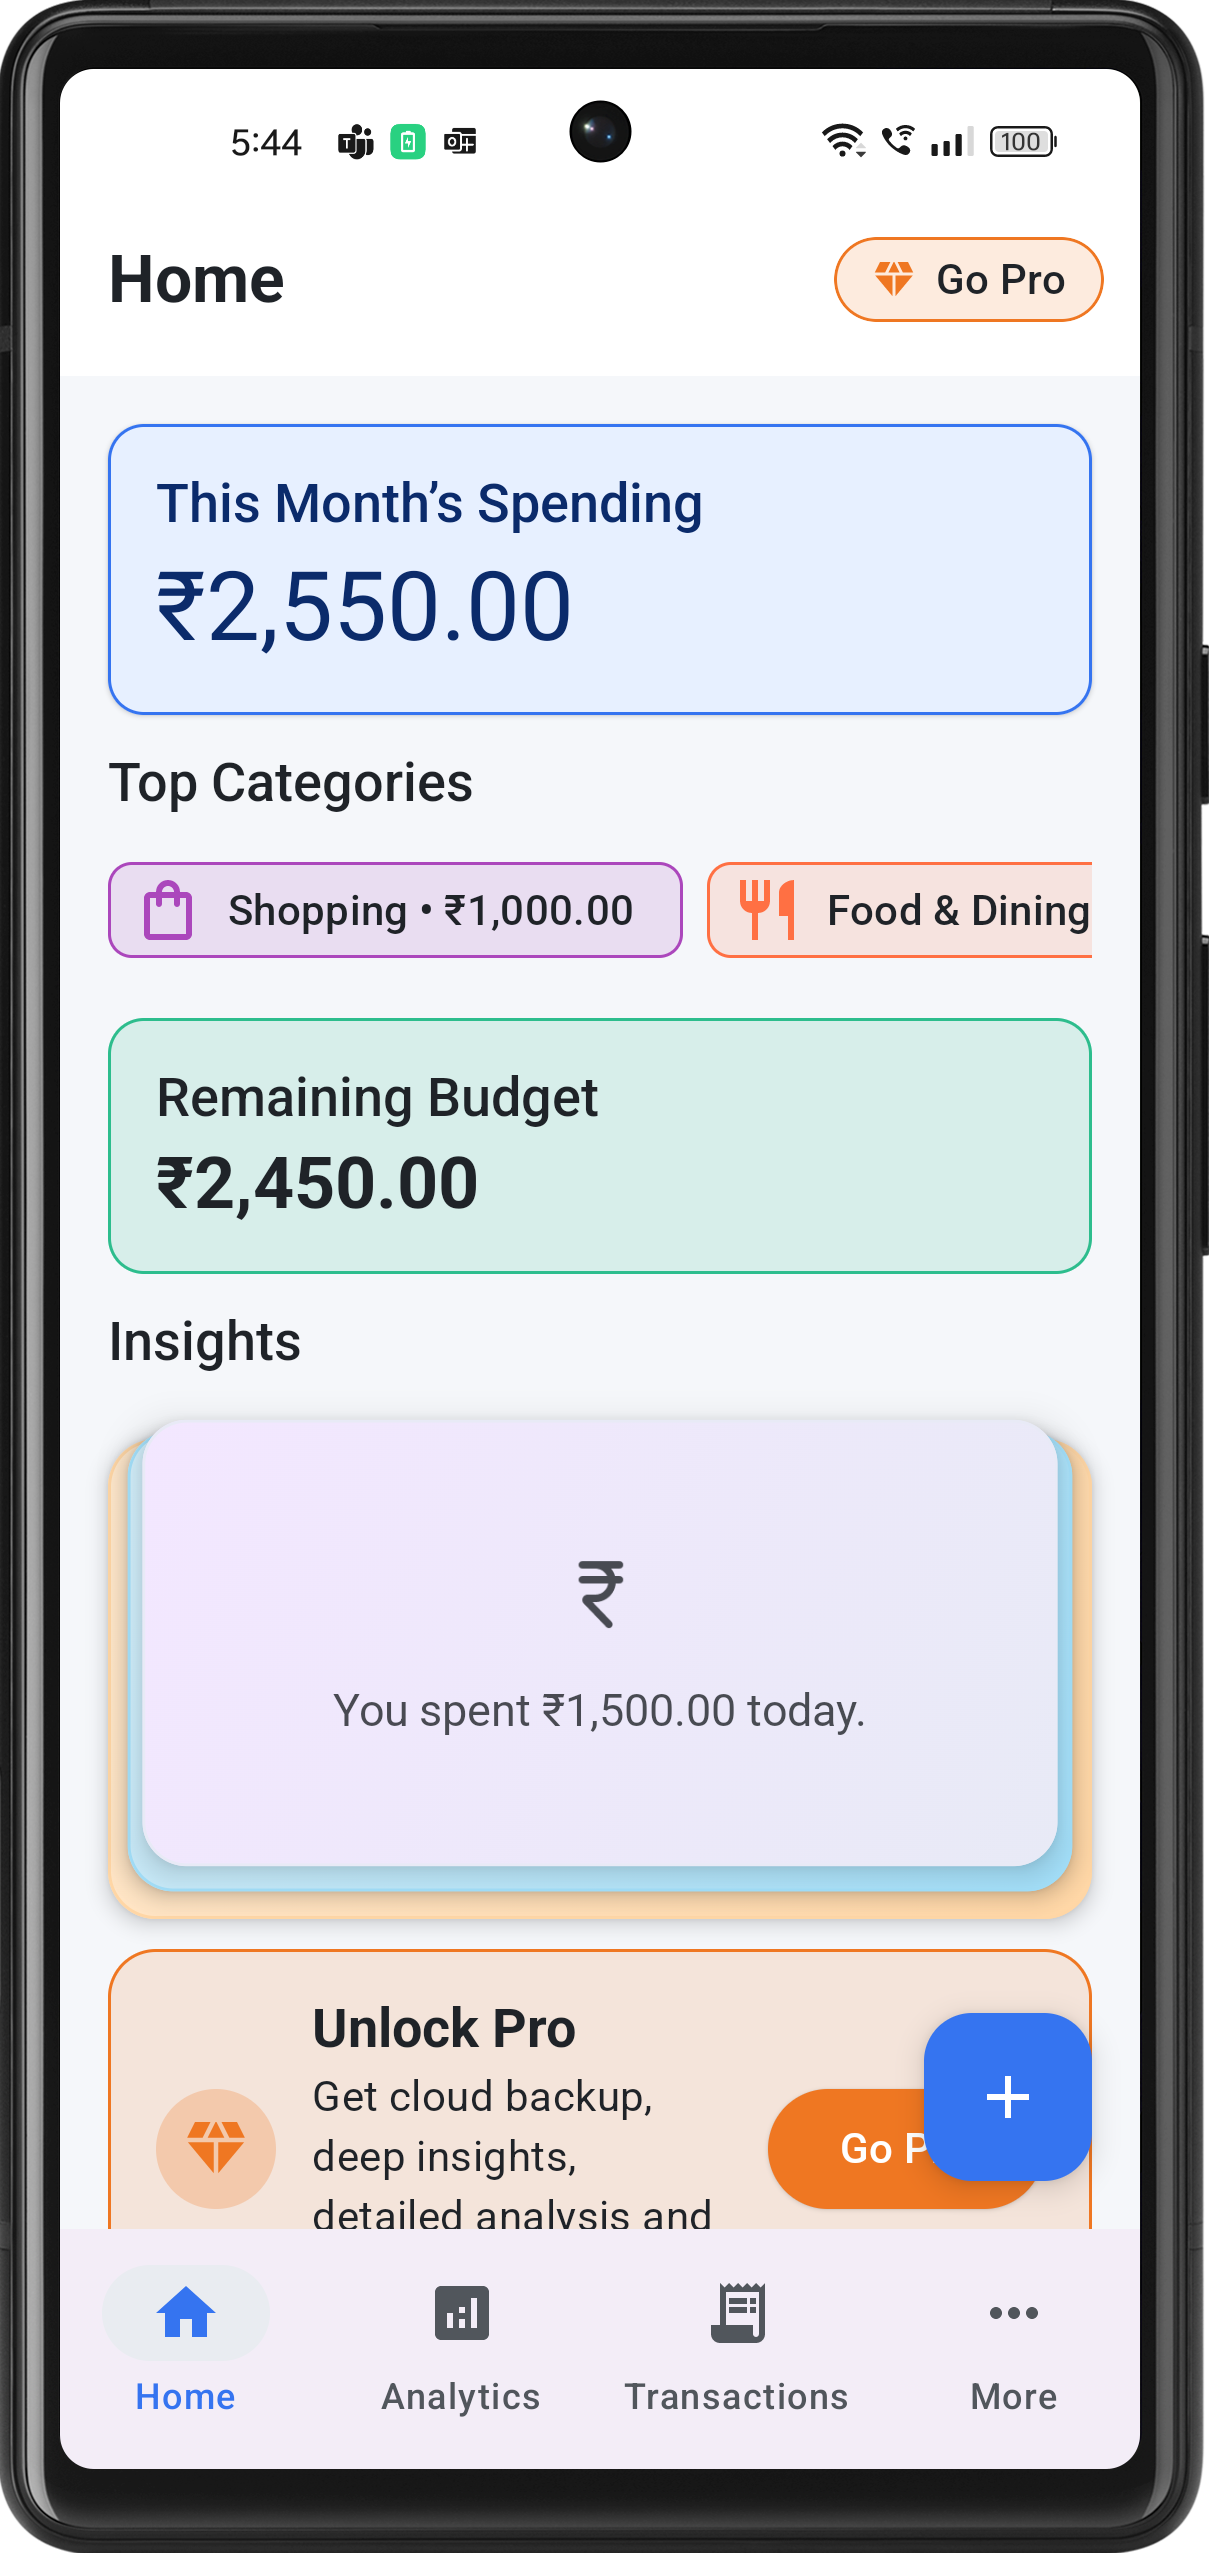 5:44
100
Home
Go Pro
This Month’s Spending
₹2,550.00
Top Categories
Shopping • ₹1,000.00
Food & Dining
Remaining Budget
₹2,450.00
Insights
₹
You spent ₹1,500.00 today.
Unlock Pro
Get cloud backup,
deep insights,
detailed analysis and
Go P
Home
Analytics
Transactions
More